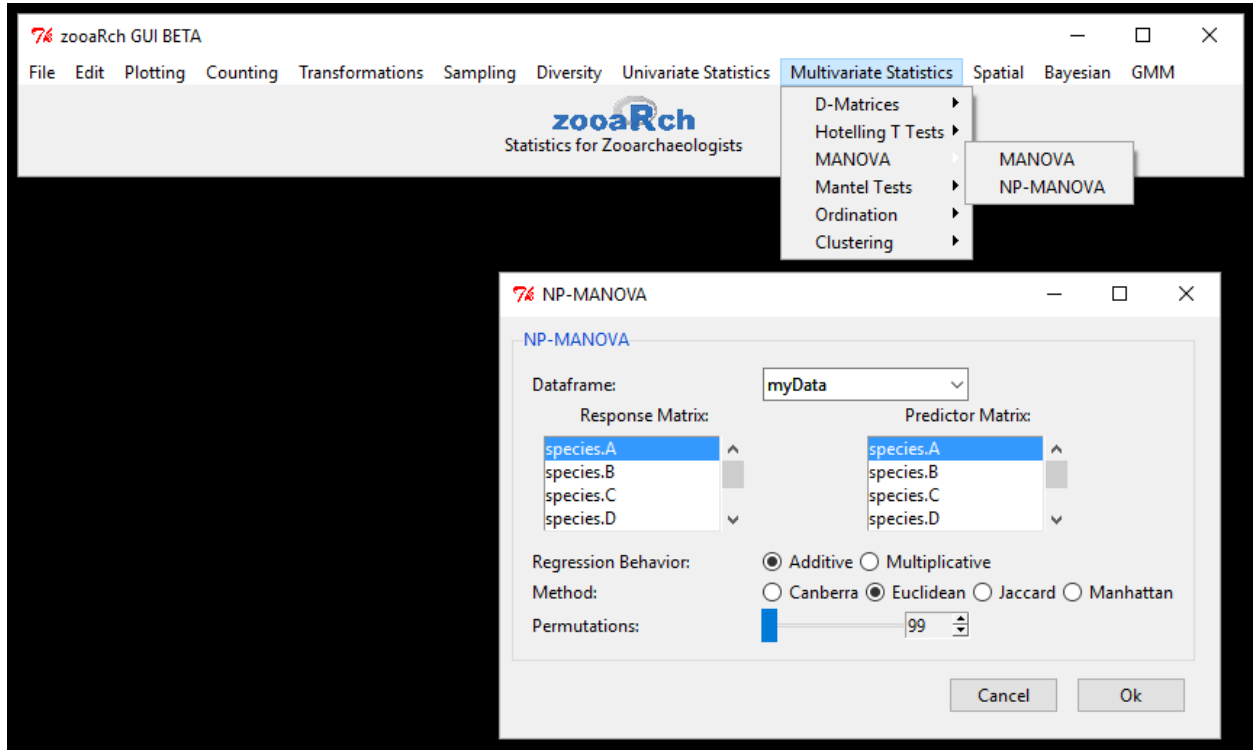 zooaRch GUI BETA
File Edit Plotting Counting Transformations Sampling Diversity Univariate Statistics Multivariate Statistics Spatial Bayesian GMM
zooaRch
Statistics for Zooarchaeologists
D-Matrices
Hotelling T Tests
MANOVA
Mantel Tests
Ordination
Clustering
MANOVA
NP-MANOVA
NP-MANOVA
NP-MANOVA
Dataframe: myData
Response Matrix: Predictor Matrix:
species.A species.A
species.B species.B
species.C species.C
species.D species.D
Regression Behavior: Additive Multiplicative
Method: Canberra Euclidean Jaccard Manhattan
Permutations: 99
Cancel Ok